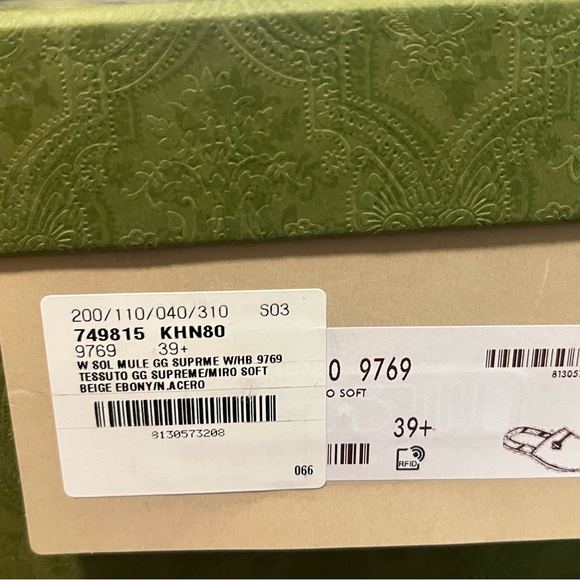 200/110/040/310 S03
749815 KHN80
9769 39+
W SOL MULE GG SUPRME W/HB 9769
TESSUTO GG SUPREME/MIRO SOFT
BEIGE EBONY/N.ACERO
8130573208
066
0 9769
O SOFT
39+
RFID
81305